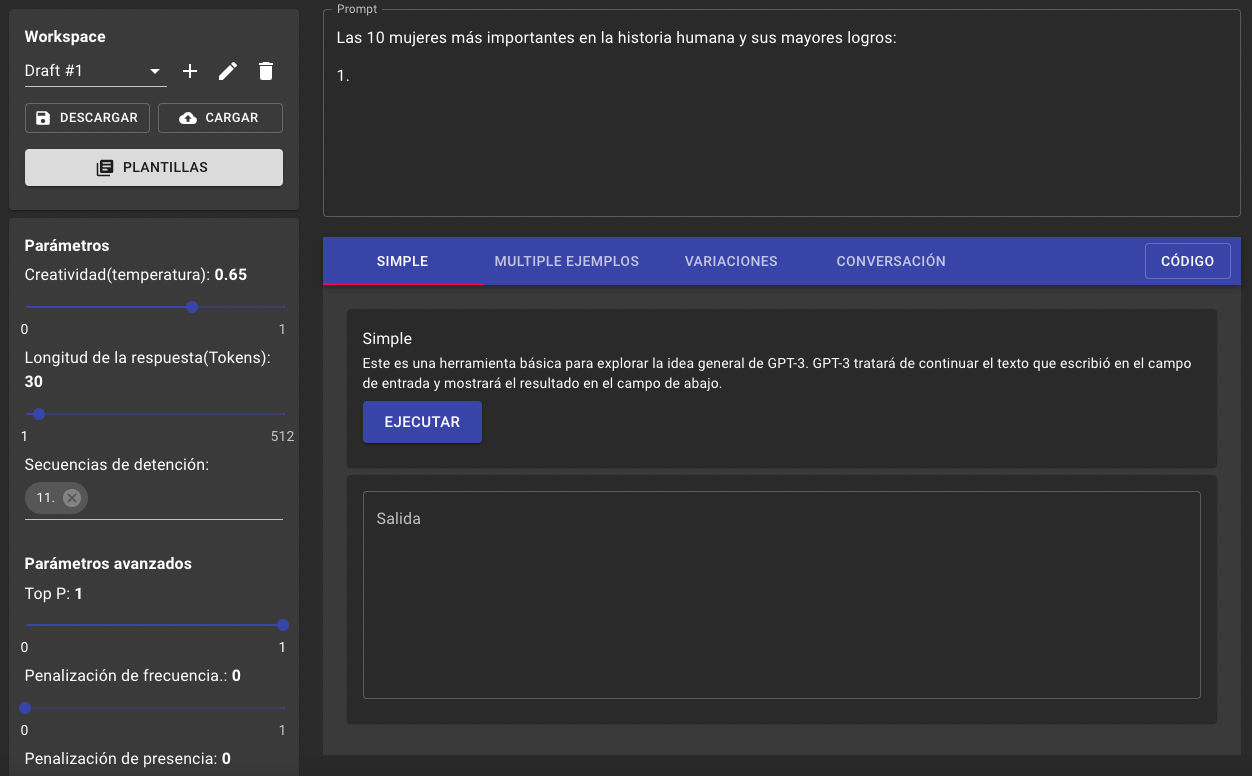 Workspace
Draft #1
DESCARGAR
CARGAR
PLANTILLAS
Parámetros
Creatividad(temperatura): 0.65
0
1
Longitud de la respuesta(Tokens):
30
1
512
Secuencias de detención:
11.
Parámetros avanzados
Top P: 1
0
1
Penalización de frecuencia.: 0
0
1
Penalización de presencia: 0
Prompt
Las 10 mujeres más importantes en la historia humana y sus mayores logros:
1.
SIMPLE
MULTIPLE EJEMPLOS
VARIACIONES
CONVERSACIÓN
CÓDIGO
Simple
Este es una herramienta básica para explorar la idea general de GPT-3. GPT-3 tratará de continuar el texto que escribió en el campo
de entrada y mostrará el resultado en el campo de abajo.
EJECUTAR
Salida